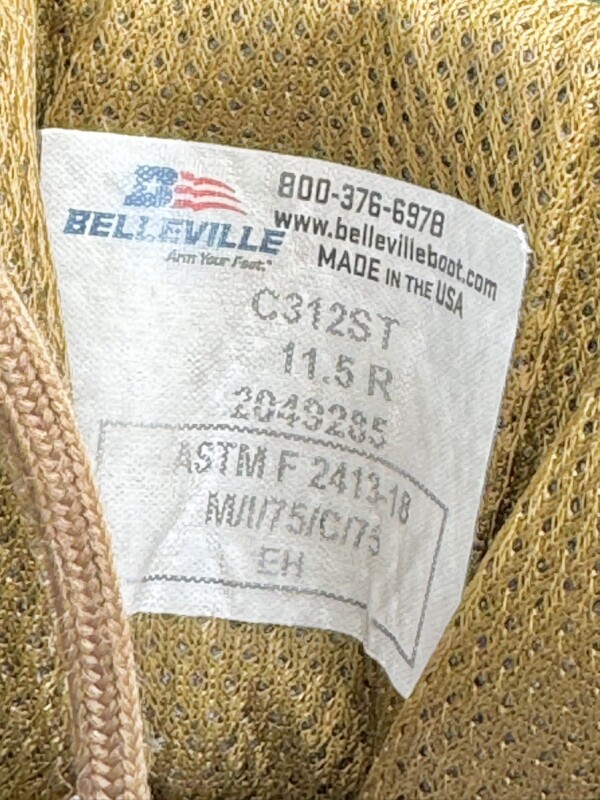 B
BELLEVILLE
Arm Your Feet.®
800-376-6978
www.bellevilleboot.com
MADE IN THE USA
C312ST
11.5 R
2049285
ASTM F 2413-18
M/I/75/C/75
EH